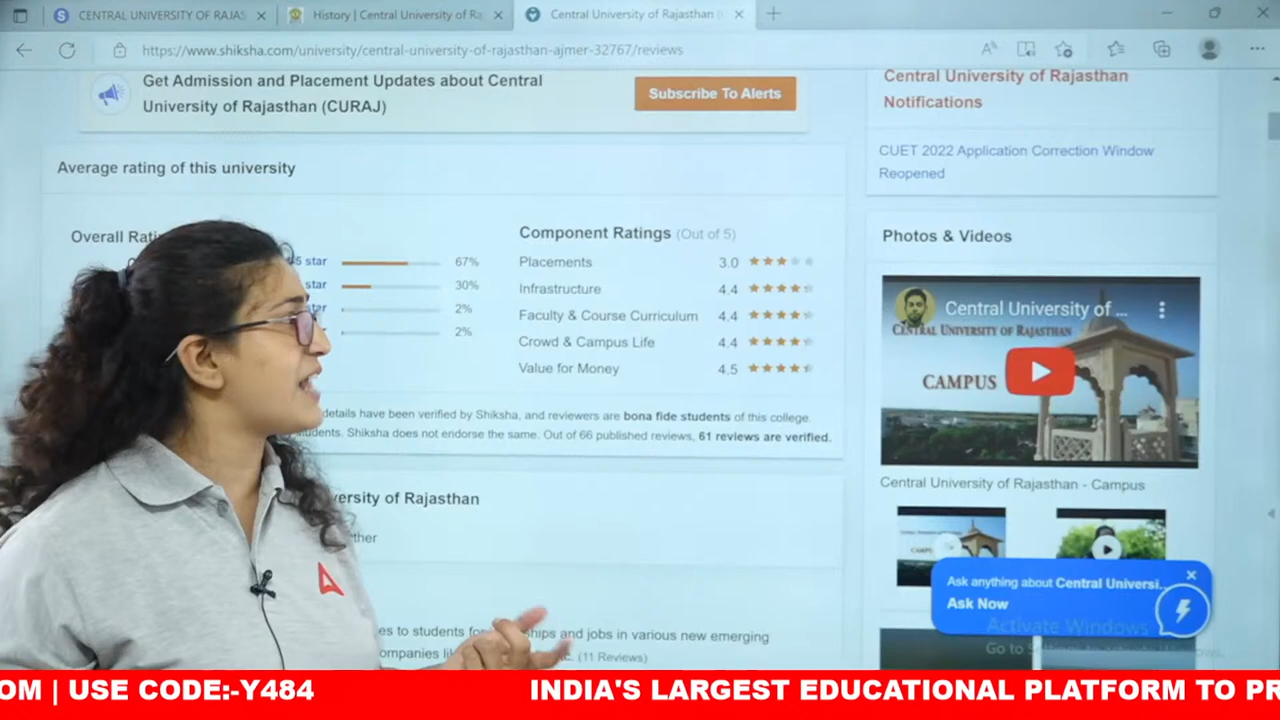 CENTRAL UNIVERSITY OF RAJAS
History | Central University of Ra
Central University of Rajasthan
https://www.shiksha.com/university/central-university-of-rajasthan-ajmer-32767/reviews
Get Admission and Placement Updates about Central
University of Rajasthan (CURAJ)
Subscribe To Alerts
Central University of Rajasthan
Notifications
CUET 2022 Application Correction Window
Reopened
Average rating of this university
Overall Rati
5 star 67%
star 30%
star 2%
2%
Component Ratings (Out of 5)
Placements 3.0
Infrastructure 4.4
Faculty & Course Curriculum 4.4
Crowd & Campus Life 4.4
Value for Money 4.5
details have been verified by Shiksha, and reviewers are bona fide students of this college.
Shiksha does not endorse the same. Out of 66 published reviews, 61 reviews are verified.
Photos & Videos
Central University of ...
CENTRAL UNIVERSITY OF RAJASTHAN
CAMPUS
Central University of Rajasthan - Campus
versity of Rajasthan
ther
es to students for and jobs in various new emerging
ompanies (11 Reviews)
Ask anything about Central Universi...
Ask Now
Activate Windows
OM | USE CODE:-Y484 INDIA'S LARGEST EDUCATIONAL PLATFORM TO PR